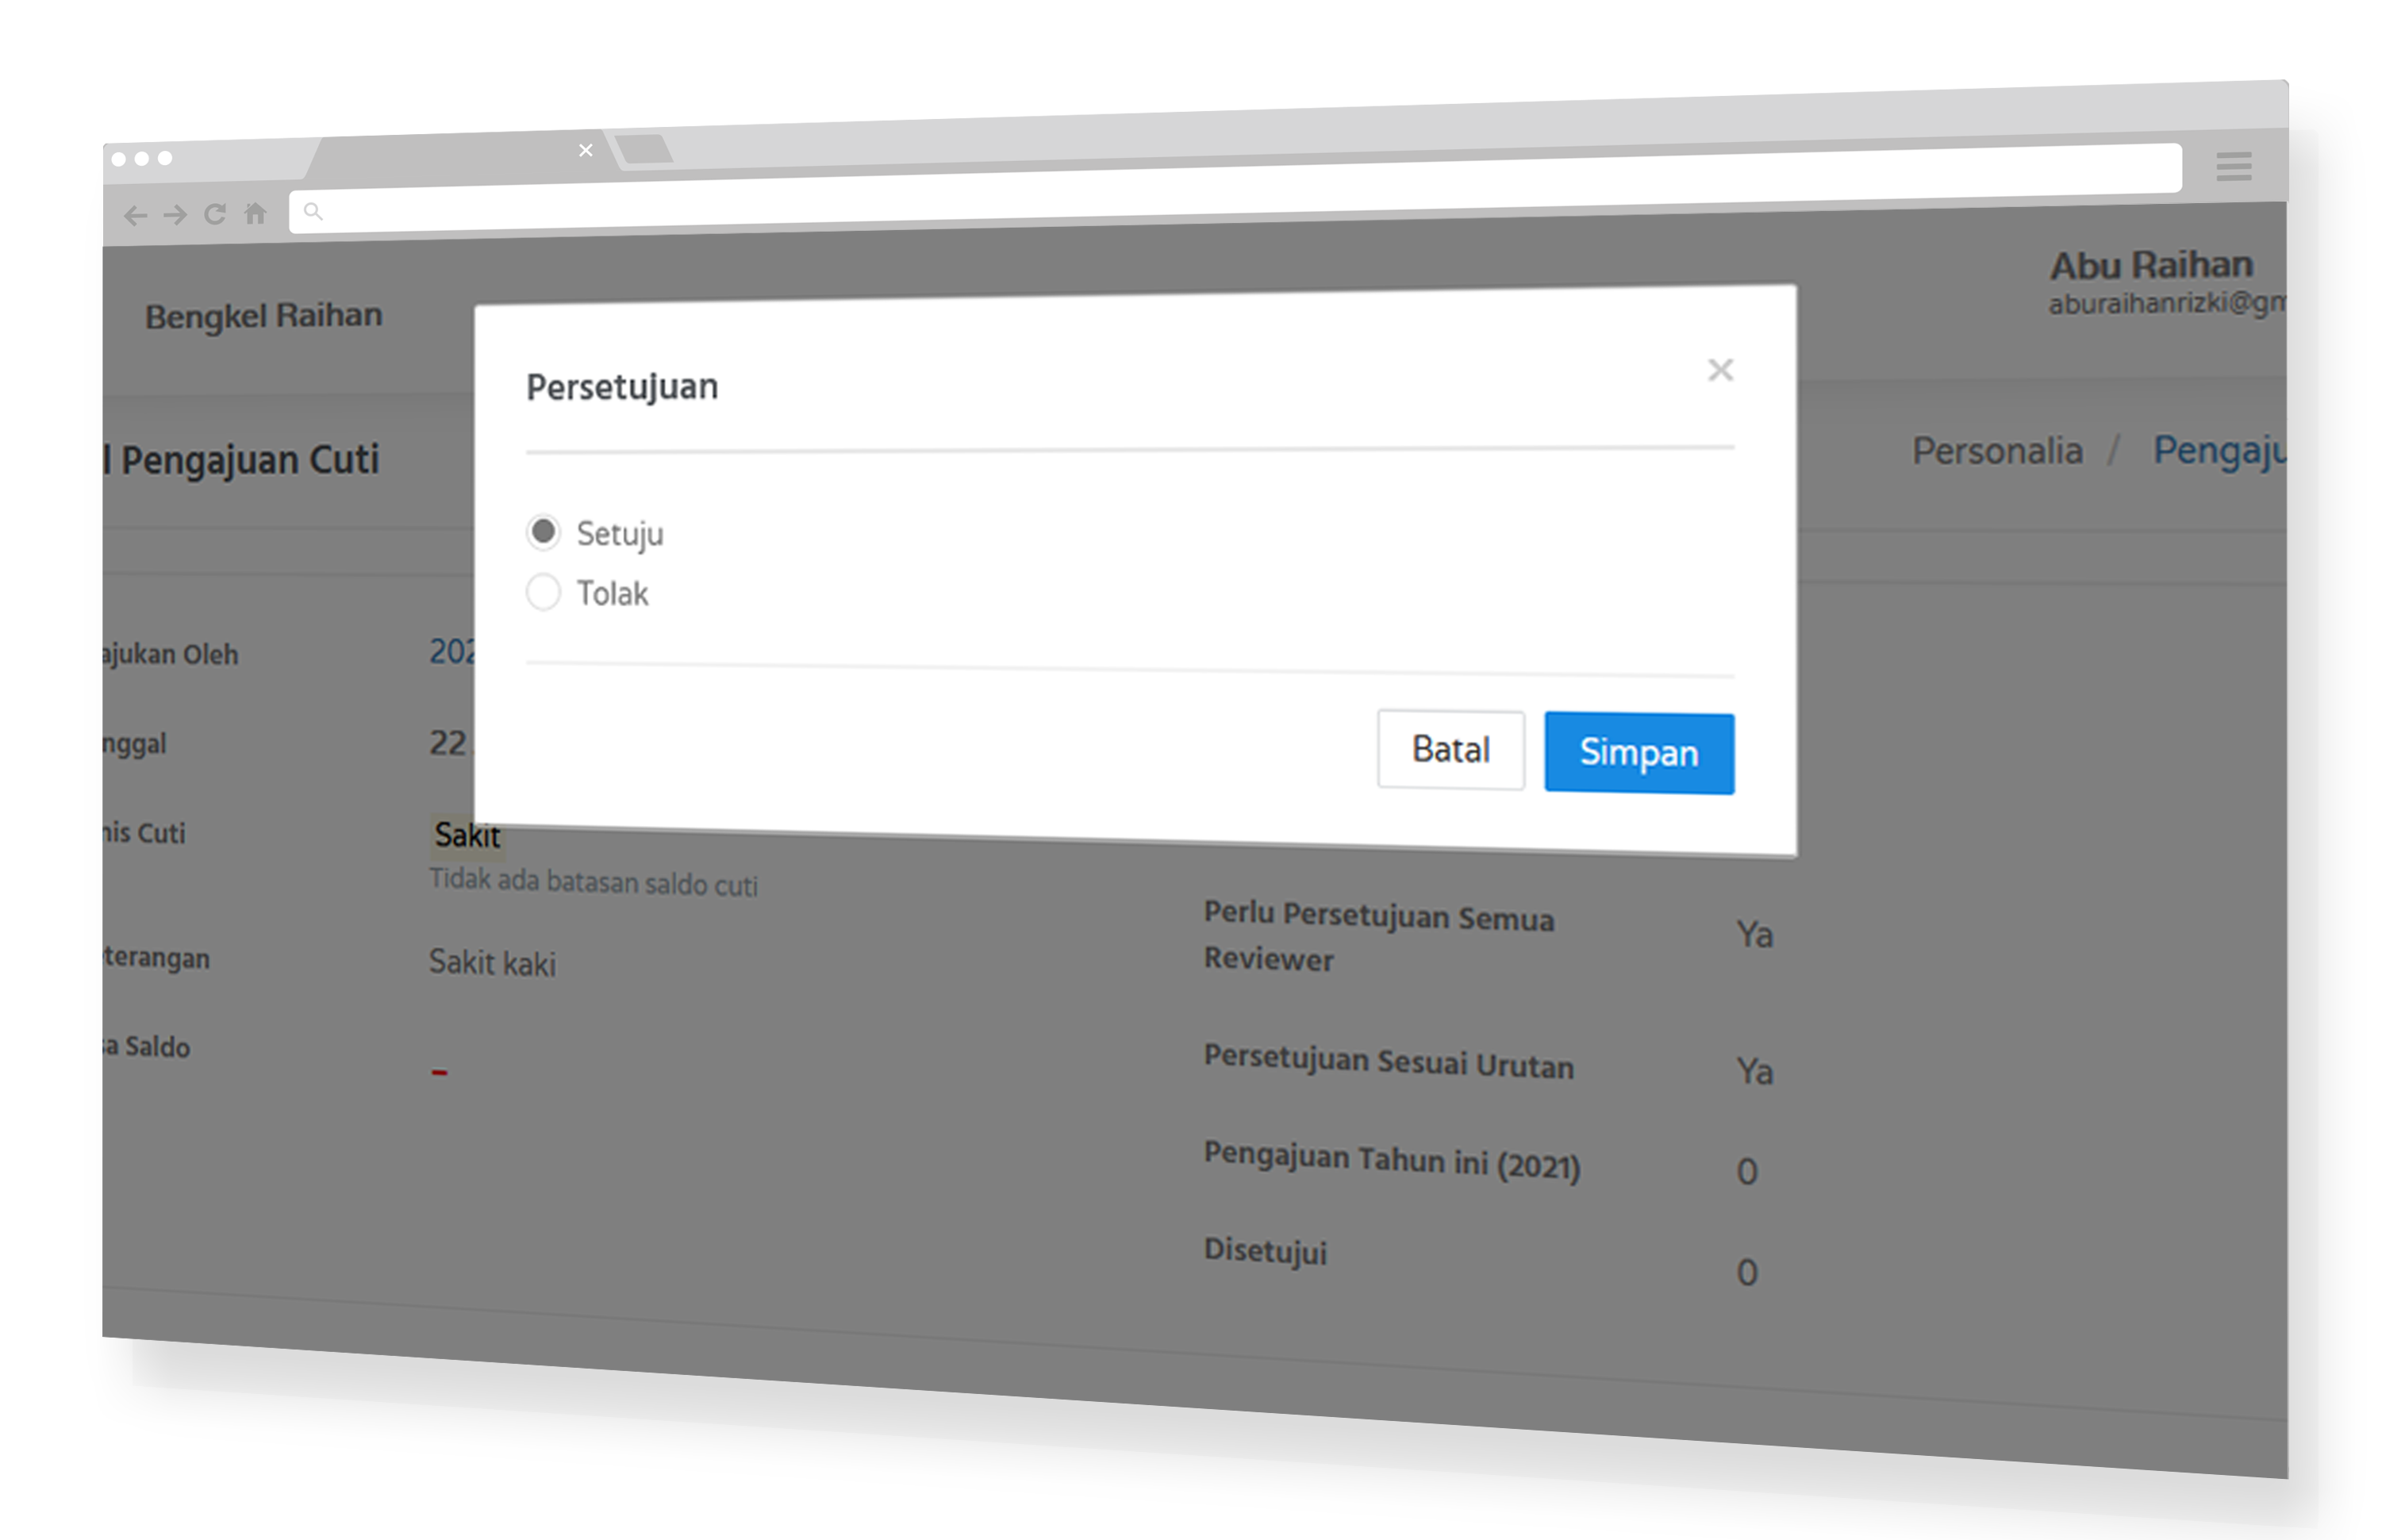 Bengkel Raihan
Abu Raihan
aburaihanrizki@gm
Persetujuan
l Pengajuan Cuti
Personalia / Pengaju
Setuju
Tolak
ajukan Oleh
202
nggal
22
Batal
Simpan
nis Cuti
Sakit
Tidak ada batasan saldo cuti
terangan
Sakit kaki
sa Saldo
-
Perlu Persetujuan Semua
Reviewer
Ya
Persetujuan Sesuai Urutan
Ya
Pengajuan Tahun ini (2021)
0
Disetujui
0